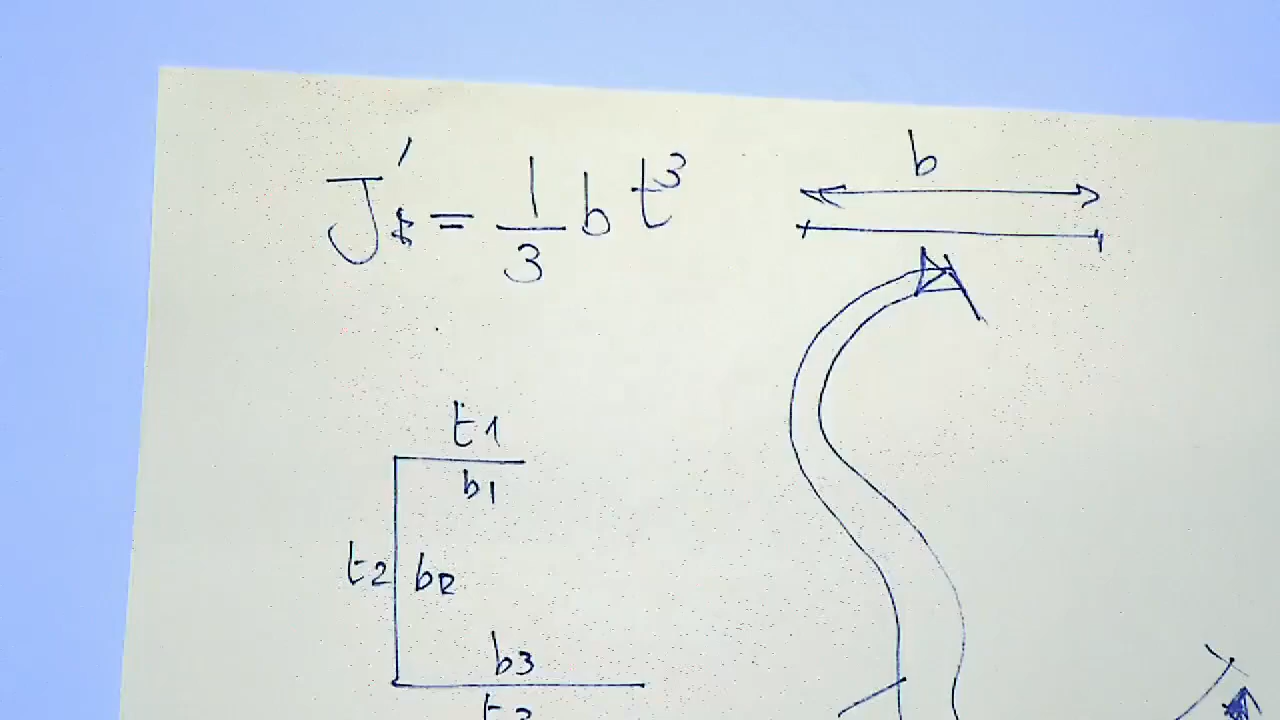 J't = 1/3 b t³
b
t1
b1
t2 b2
b3